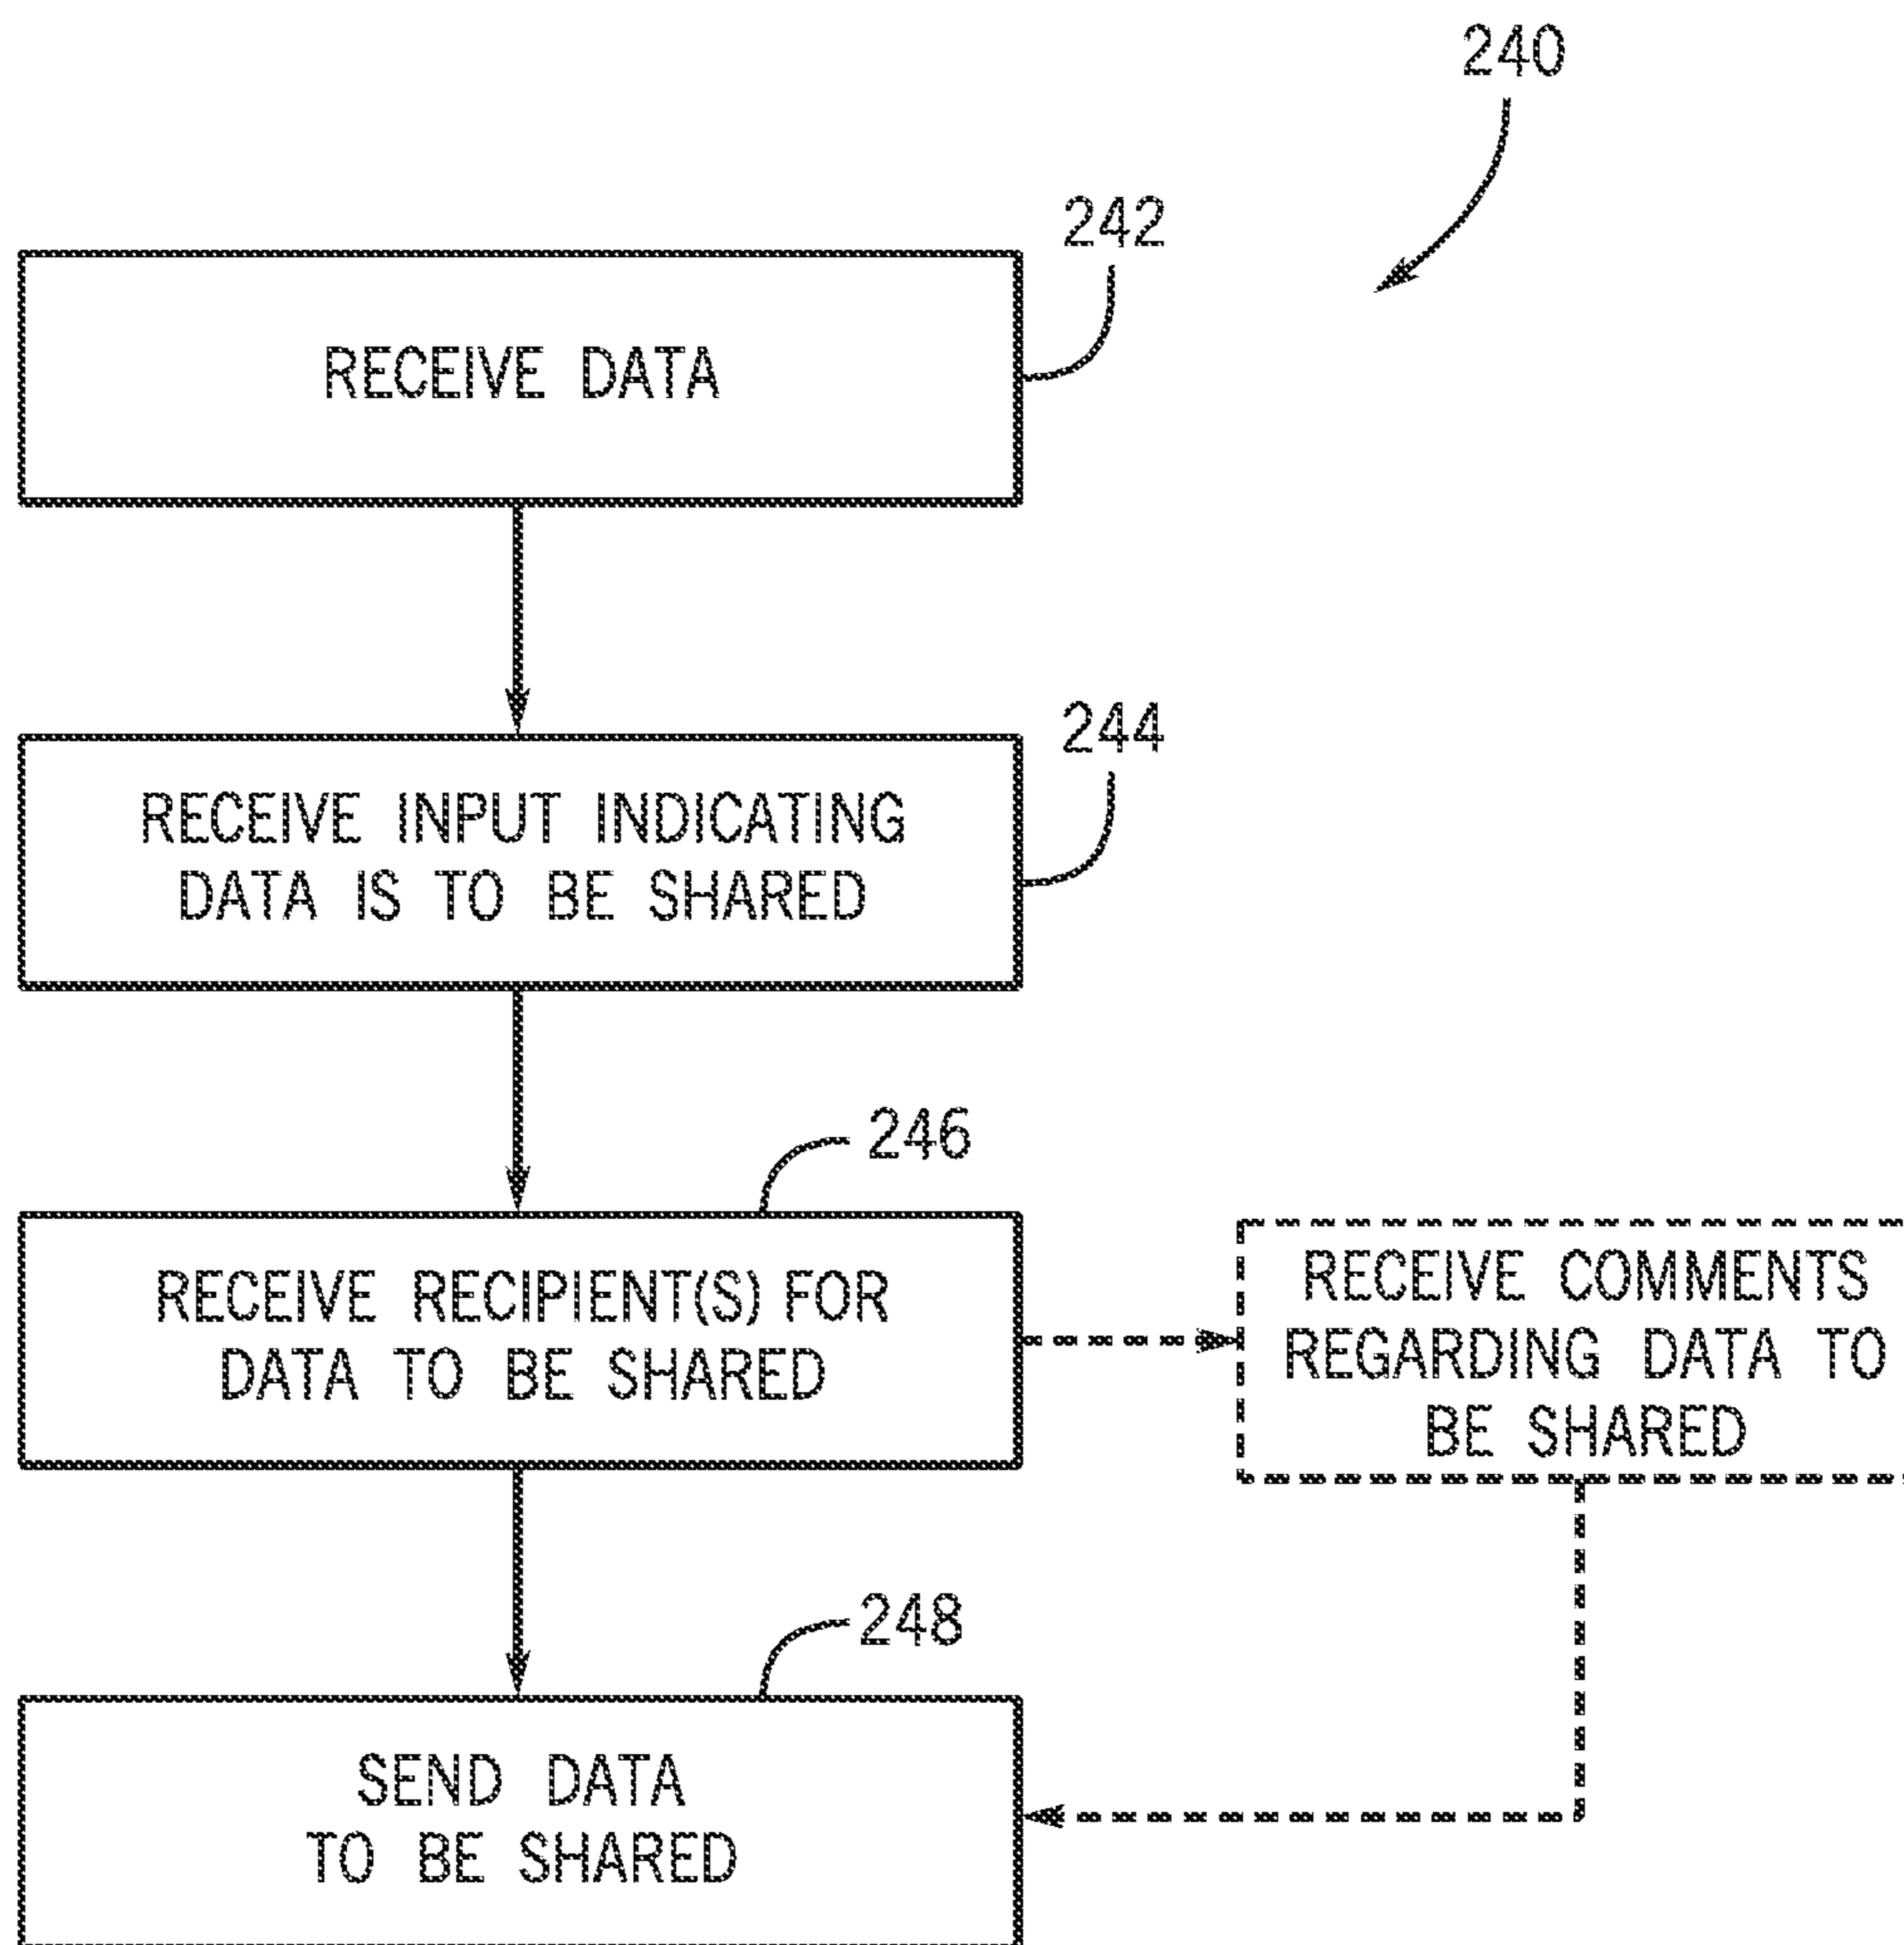 240
242
RECEIVE DATA
244
RECEIVE INPUT INDICATING
DATA IS TO BE SHARED
246
RECEIVE RECIPIENT(S) FOR
DATA TO BE SHARED
RECEIVE COMMENTS
REGARDING DATA TO
BE SHARED
248
SEND DATA
TO BE SHARED